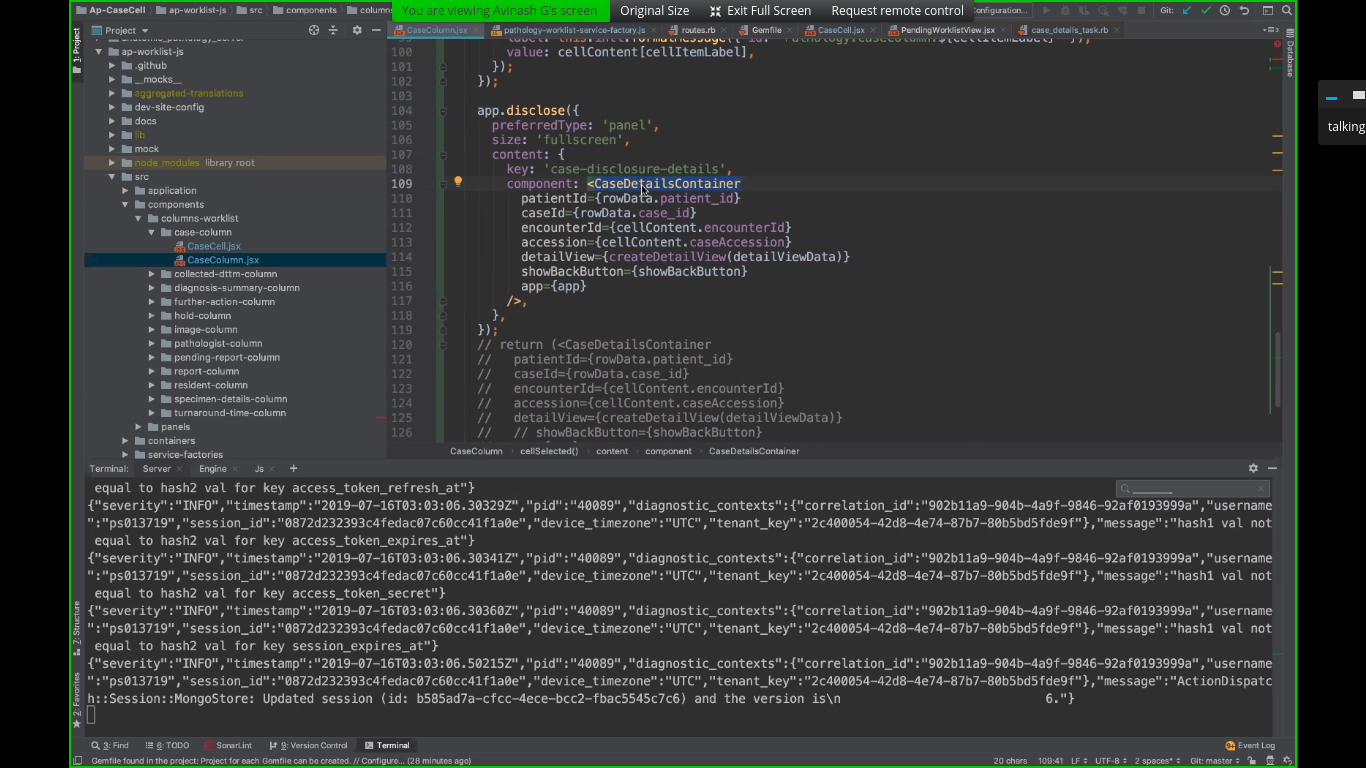 Ap-CaseCell ap-worklist-js src components column
You are viewing Avinash G's screen
Original Size
Exit Full Screen
Request remote control
onfiguration...
Git:
Project
CaseColumn.jsx
pathology-worklist-service-factory.js
routes.rb
Gemfile
CaseCell.jsx
PendingWorklistView.jsx
case_details_task.rb
1: Project
Database
talking
ap-worklist-js
.github
__mocks__
aggregated-translations
dev-site-config
docs
lib
mock
node_modules library root
src
application
components
columns-worklist
case-column
CaseCell.jsx
CaseColumn.jsx
collected-dttm-column
diagnosis-summary-column
further-action-column
hold-column
image-column
pathologist-column
pending-report-column
report-column
resident-column
specimen-details-column
turnaround-time-column
panels
containers
service-factories
100 value: cellContent[cellItemLabel],
101 });
102 });
103
104 app.disclose({
105 preferredType: 'panel',
106 size: 'fullscreen',
107 content: {
108 key: 'case-disclosure-details',
109 component: <CaseDetailsContainer
110 patientId={rowData.patient_id}
111 caseId={rowData.case_id}
112 encounterId={cellContent.encounterId}
113 accession={cellContent.caseAccession}
114 detailView={createDetailView(detailViewData)}
115 showBackButton={showBackButton}
116 app={app}
117 />,
118 },
119 });
120 // return (<CaseDetailsContainer
121 // patientId={rowData.patient_id}
122 // caseId={rowData.case_id}
123 // encounterId={cellContent.encounterId}
124 // accession={cellContent.caseAccession}
125 // detailView={createDetailView(detailViewData)}
126 // // showBackButton={showBackButton}
CaseColumn cellSelected() content component CaseDetailsContainer
Terminal: Server Engine Js
equal to hash2 val for key access_token_refresh_at"}
{"severity":"INFO","timestamp":"2019-07-16T03:03:06.30329Z","pid":"40089","diagnostic_contexts":{"correlation_id":"902b11a9-904b-4a9f-9846-92af0193999a","username
":"ps013719","session_id":"0872d232393c4fedac07c60cc41f1a0e","device_timezone":"UTC","tenant_key":"2c400054-42d8-4e74-87b7-80b5bd5fde9f"},"message":"hash1 val not
equal to hash2 val for key access_token_expires_at"}
{"severity":"INFO","timestamp":"2019-07-16T03:03:06.30341Z","pid":"40089","diagnostic_contexts":{"correlation_id":"902b11a9-904b-4a9f-9846-92af0193999a","username
":"ps013719","session_id":"0872d232393c4fedac07c60cc41f1a0e","device_timezone":"UTC","tenant_key":"2c400054-42d8-4e74-87b7-80b5bd5fde9f"},"message":"hash1 val not
equal to hash2 val for key access_token_secret"}
{"severity":"INFO","timestamp":"2019-07-16T03:03:06.30360Z","pid":"40089","diagnostic_contexts":{"correlation_id":"902b11a9-904b-4a9f-9846-92af0193999a","username
":"ps013719","session_id":"0872d232393c4fedac07c60cc41f1a0e","device_timezone":"UTC","tenant_key":"2c400054-42d8-4e74-87b7-80b5bd5fde9f"},"message":"hash1 val not
equal to hash2 val for key session_expires_at"}
{"severity":"INFO","timestamp":"2019-07-16T03:03:06.50215Z","pid":"40089","diagnostic_contexts":{"correlation_id":"902b11a9-904b-4a9f-9846-92af0193999a","username
":"ps013719","session_id":"0872d232393c4fedac07c60cc41f1a0e","device_timezone":"UTC","tenant_key":"2c400054-42d8-4e74-87b7-80b5bd5fde9f"},"message":"ActionDispatc
h::Session::MongoStore: Updated session (id: b585ad7a-cfcc-4ece-bcc2-fbac5545c7c6) and the version is\n 6."}
7: Structure
2: Favorites
3: Find
6: TODO
SonarLint
9: Version Control
Terminal
Event Log
Gemfile found in the project: Project for each Gemfile can be created. // Configure... (28 minutes ago)
20 chars 109:41 LF UTF-8 2 spaces* Git: master